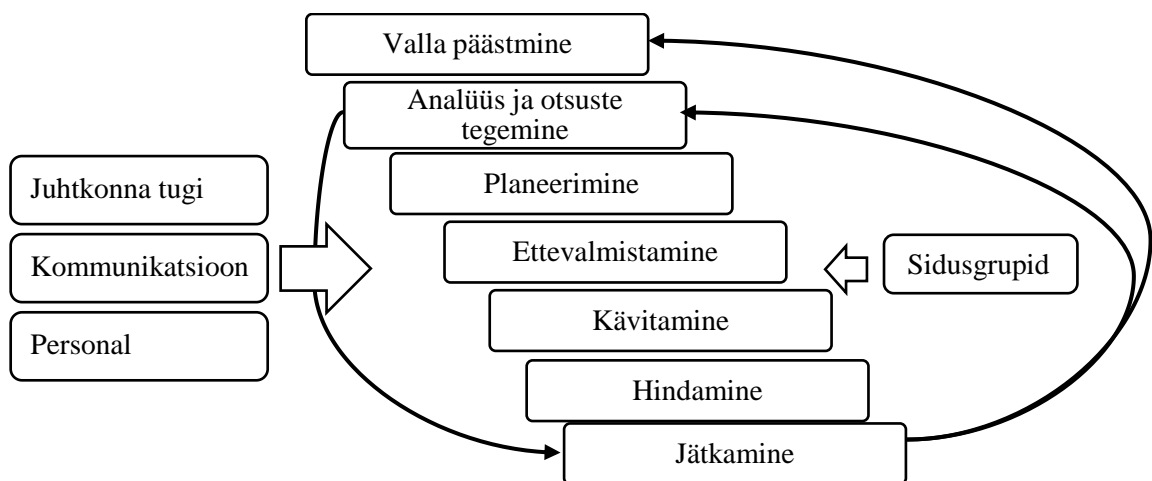 Valla päästmine
Analüüs ja otsuste
tegemine
Planeerimine
Ettevalmistamine
Kävitamine
Hindamine
Jätkamine
Juhtkonna tugi
Kommunikatsioon
Personal
Sidusgrupid